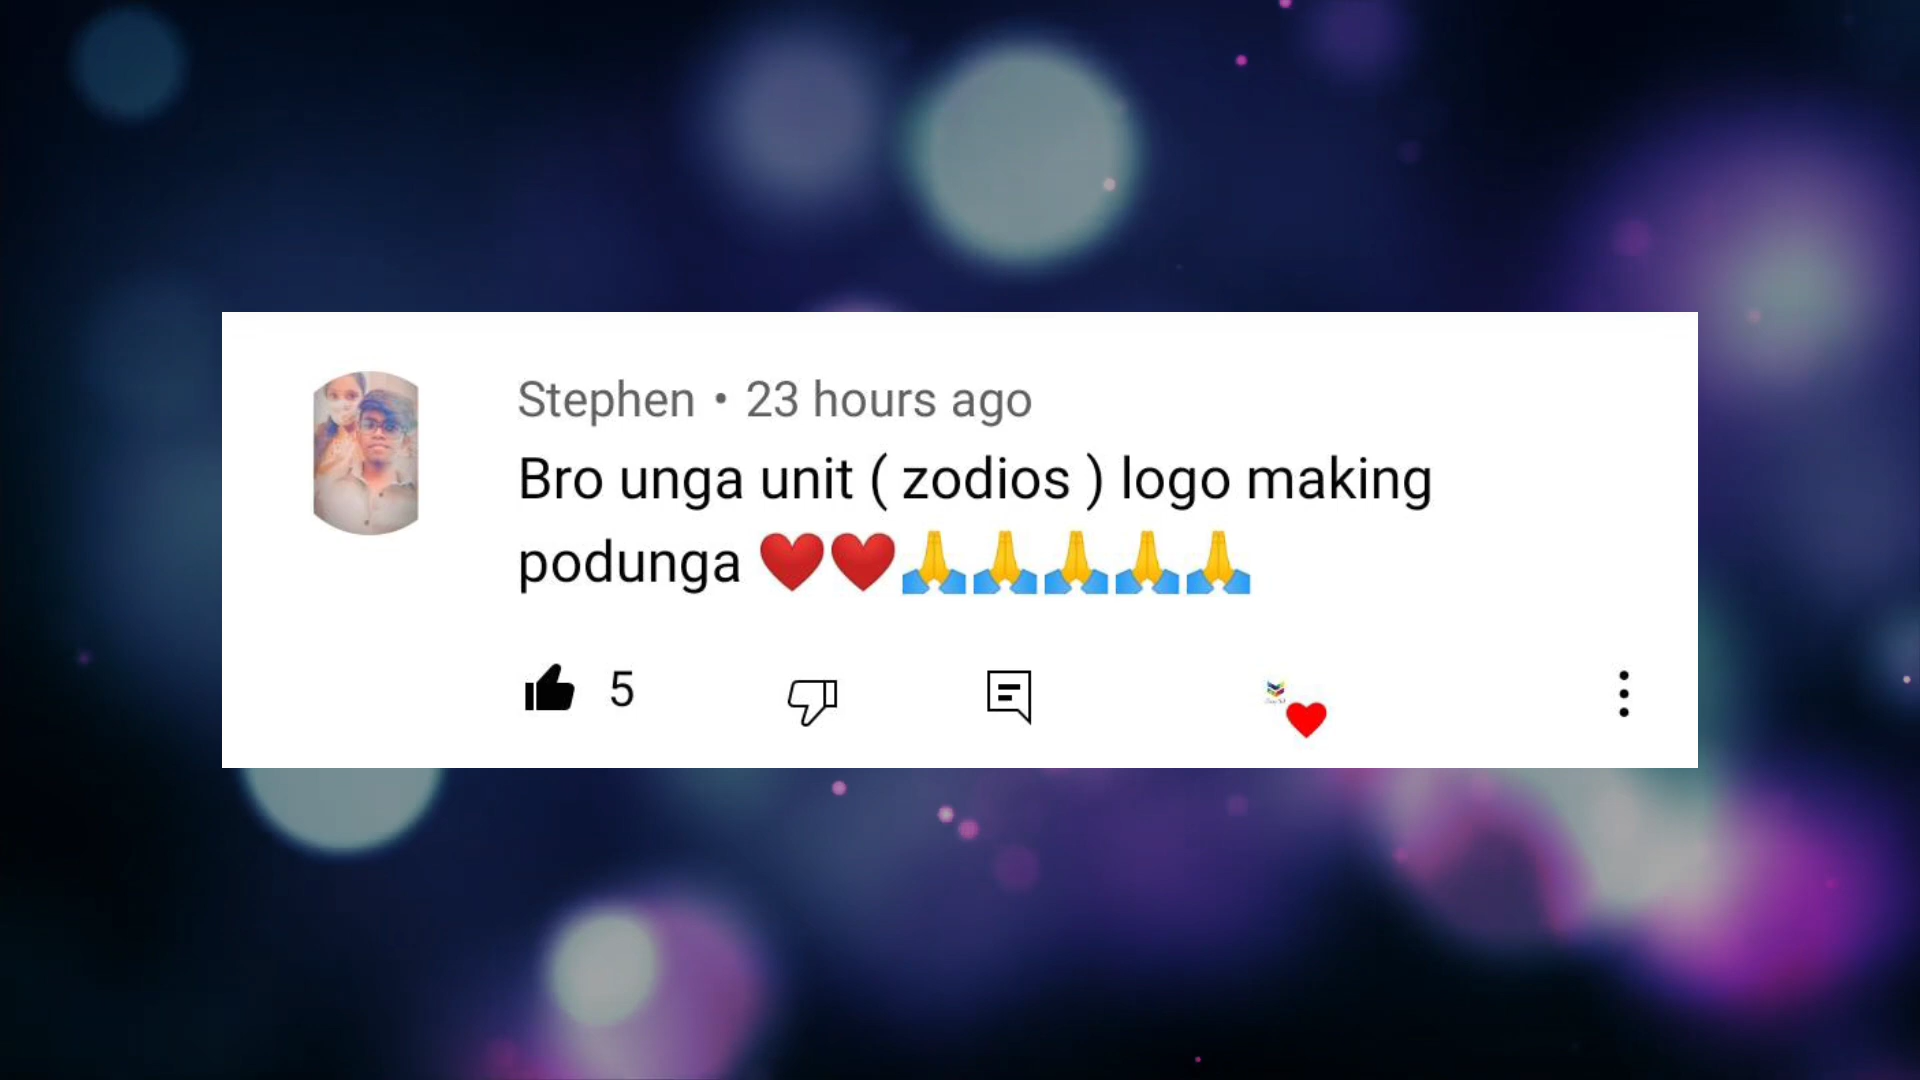 Stephen • 23 hours ago
Bro unga unit ( zodios ) logo making
podunga ❤️❤️🙏🙏🙏🙏🙏
5